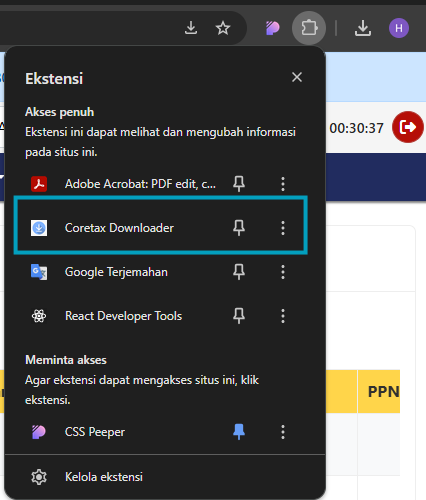 H
Ekstensi
Akses penuh
Ekstensi ini dapat melihat dan mengubah informasi
pada situs ini.
00:30:37
Adobe Acrobat: PDF edit, c...
Coretax Downloader
Google Terjemahan
React Developer Tools
Meminta akses
Agar ekstensi dapat mengakses situs ini, klik
ekstensi.
PPN
CSS Peeper
Kelola ekstensi